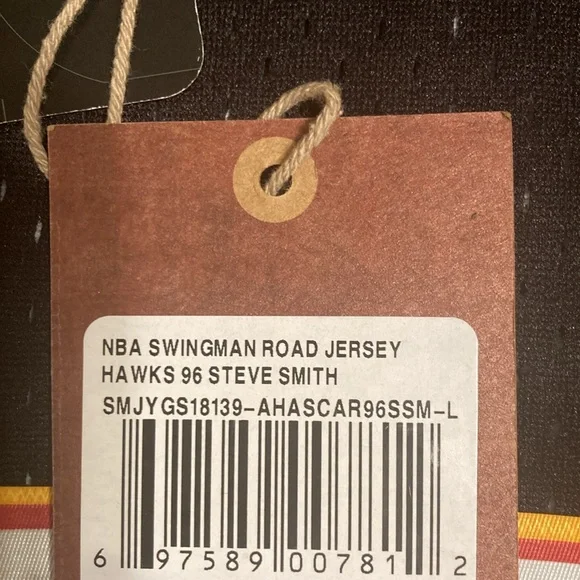 NBA SWINGMAN ROAD JERSEY
HAWKS 96 STEVE SMITH
SMJYGS18139-AHASCAR96SSM-L
6 97589 00781 2